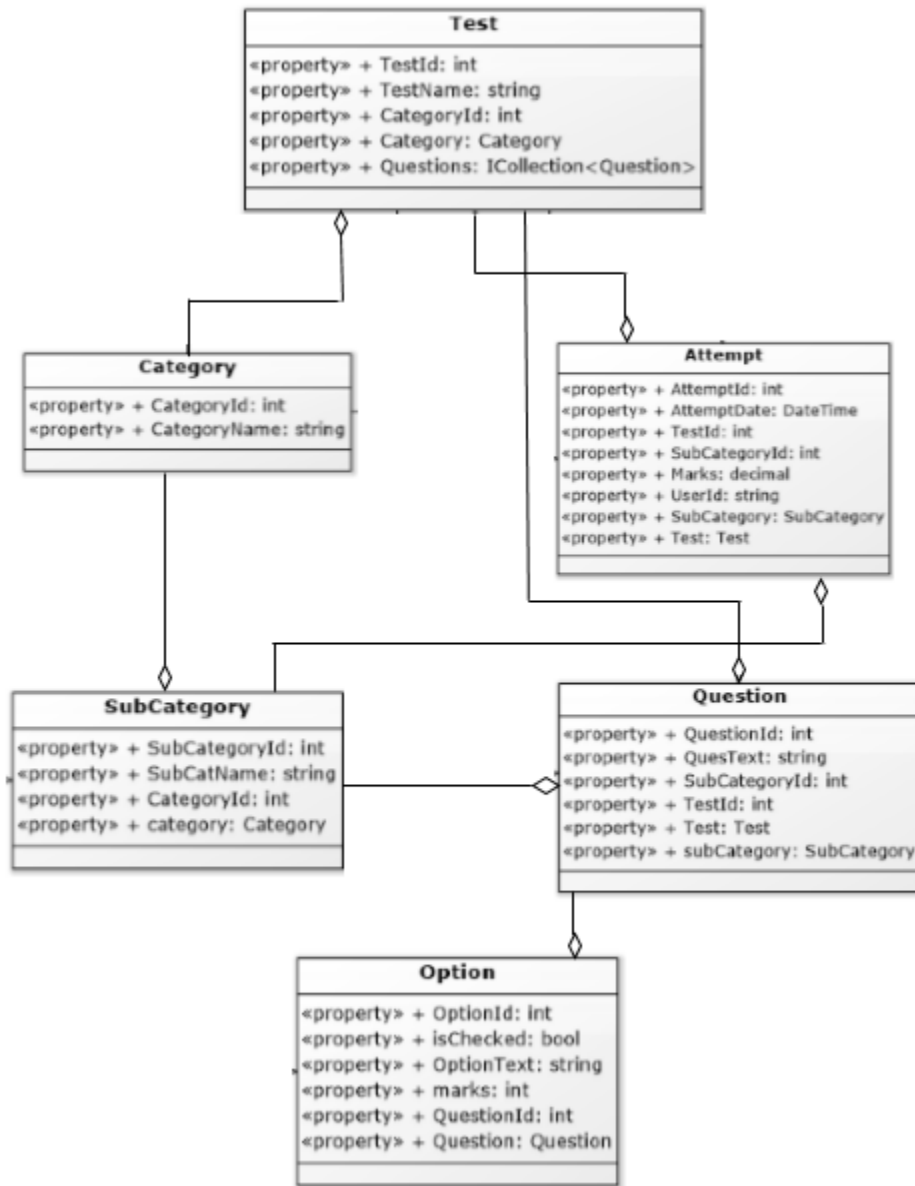 Test
«property» + TestId: int
«property» + TestName: string
«property» + CategoryId: int
«property» + Category: Category
«property» + Questions: ICollection<Question>
Category
«property» + CategoryId: int
«property» + CategoryName: string
Attempt
«property» + AttemptId: int
«property» + AttemptDate: DateTime
«property» + TestId: int
«property» + SubCategoryId: int
«property» + Marks: decimal
«property» + UserId: string
«property» + SubCategory: SubCategory
«property» + Test: Test
SubCategory
«property» + SubCategoryId: int
«property» + SubCatName: string
«property» + CategoryId: int
«property» + category: Category
Question
«property» + QuestionId: int
«property» + QuesText: string
«property» + SubCategoryId: int
«property» + TestId: int
«property» + Test: Test
«property» + subCategory: SubCategory
Option
«property» + OptionId: int
«property» + isChecked: bool
«property» + OptionText: string
«property» + marks: int
«property» + QuestionId: int
«property» + Question: Question